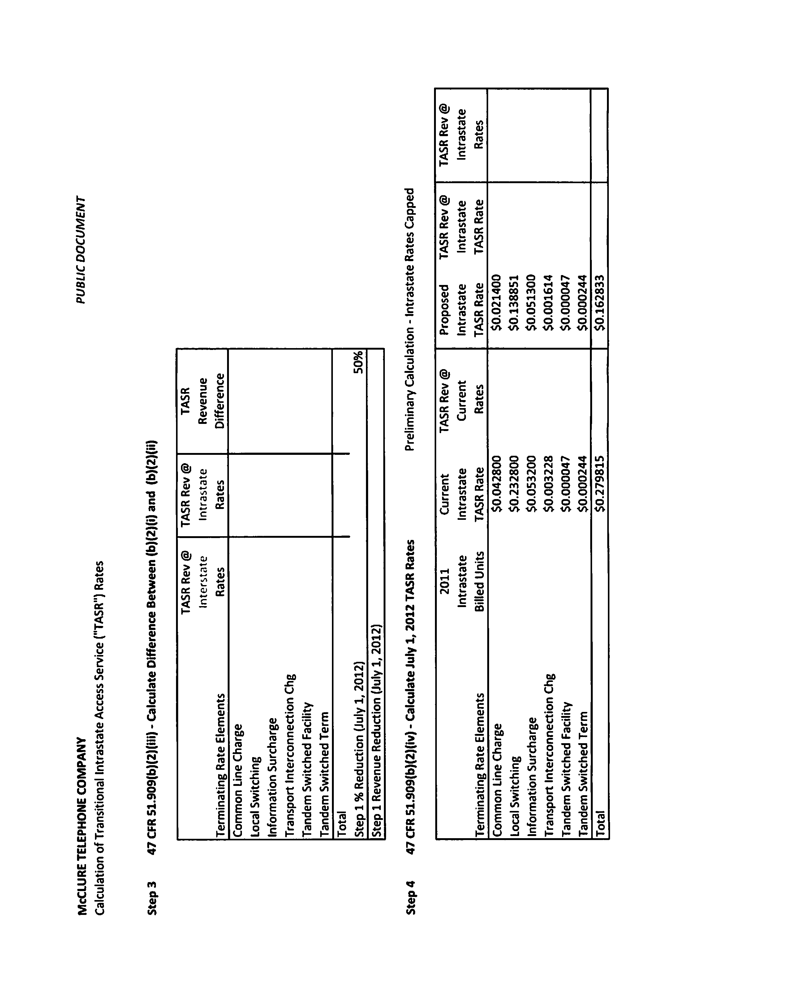 McCLURE TELEPHONE COMPANY PUBLIC DOCUMENT
Calculation of Transitional Intrastate Access Service ("TASR") Rates
Step 3 47 CFR 51.909(b)(2)(iii) - Calculate Difference Between (b)(2)(i) and (b)(2)(ii)
TASR Rev @ TASR Rev @ TASR
Interstate Intrastate Revenue
Terminating Rate Elements Rates Rates Difference
Common Line Charge
Local Switching
Information Surcharge
Transport Interconnection Chg
Tandem Switched Facility
Tandem Switched Term
Total
Step 1 % Reduction (July 1, 2012) 50%
Step 1 Revenue Reduction (July 1, 2012)
Step 4 47 CFR 51.909(b)(2)(iv) - Calculate July 1, 2012 TASR Rates Preliminary Calculation - Intrastate Rates Capped
2011 Current TASR Rev @ Proposed TASR Rev @ TASR Rev @
Intrastate Intrastate Current Intrastate Intrastate Intrastate
Terminating Rate Elements Billed Units TASR Rate Rates TASR Rate TASR Rate Rates
Common Line Charge $0.042800 $0.021400
Local Switching $0.232800 $0.138851
Information Surcharge $0.053200 $0.051300
Transport Interconnection Chg $0.003228 $0.001614
Tandem Switched Facility $0.000047 $0.000047
Tandem Switched Term $0.000244 $0.000244
Total $0.279815 $0.162833